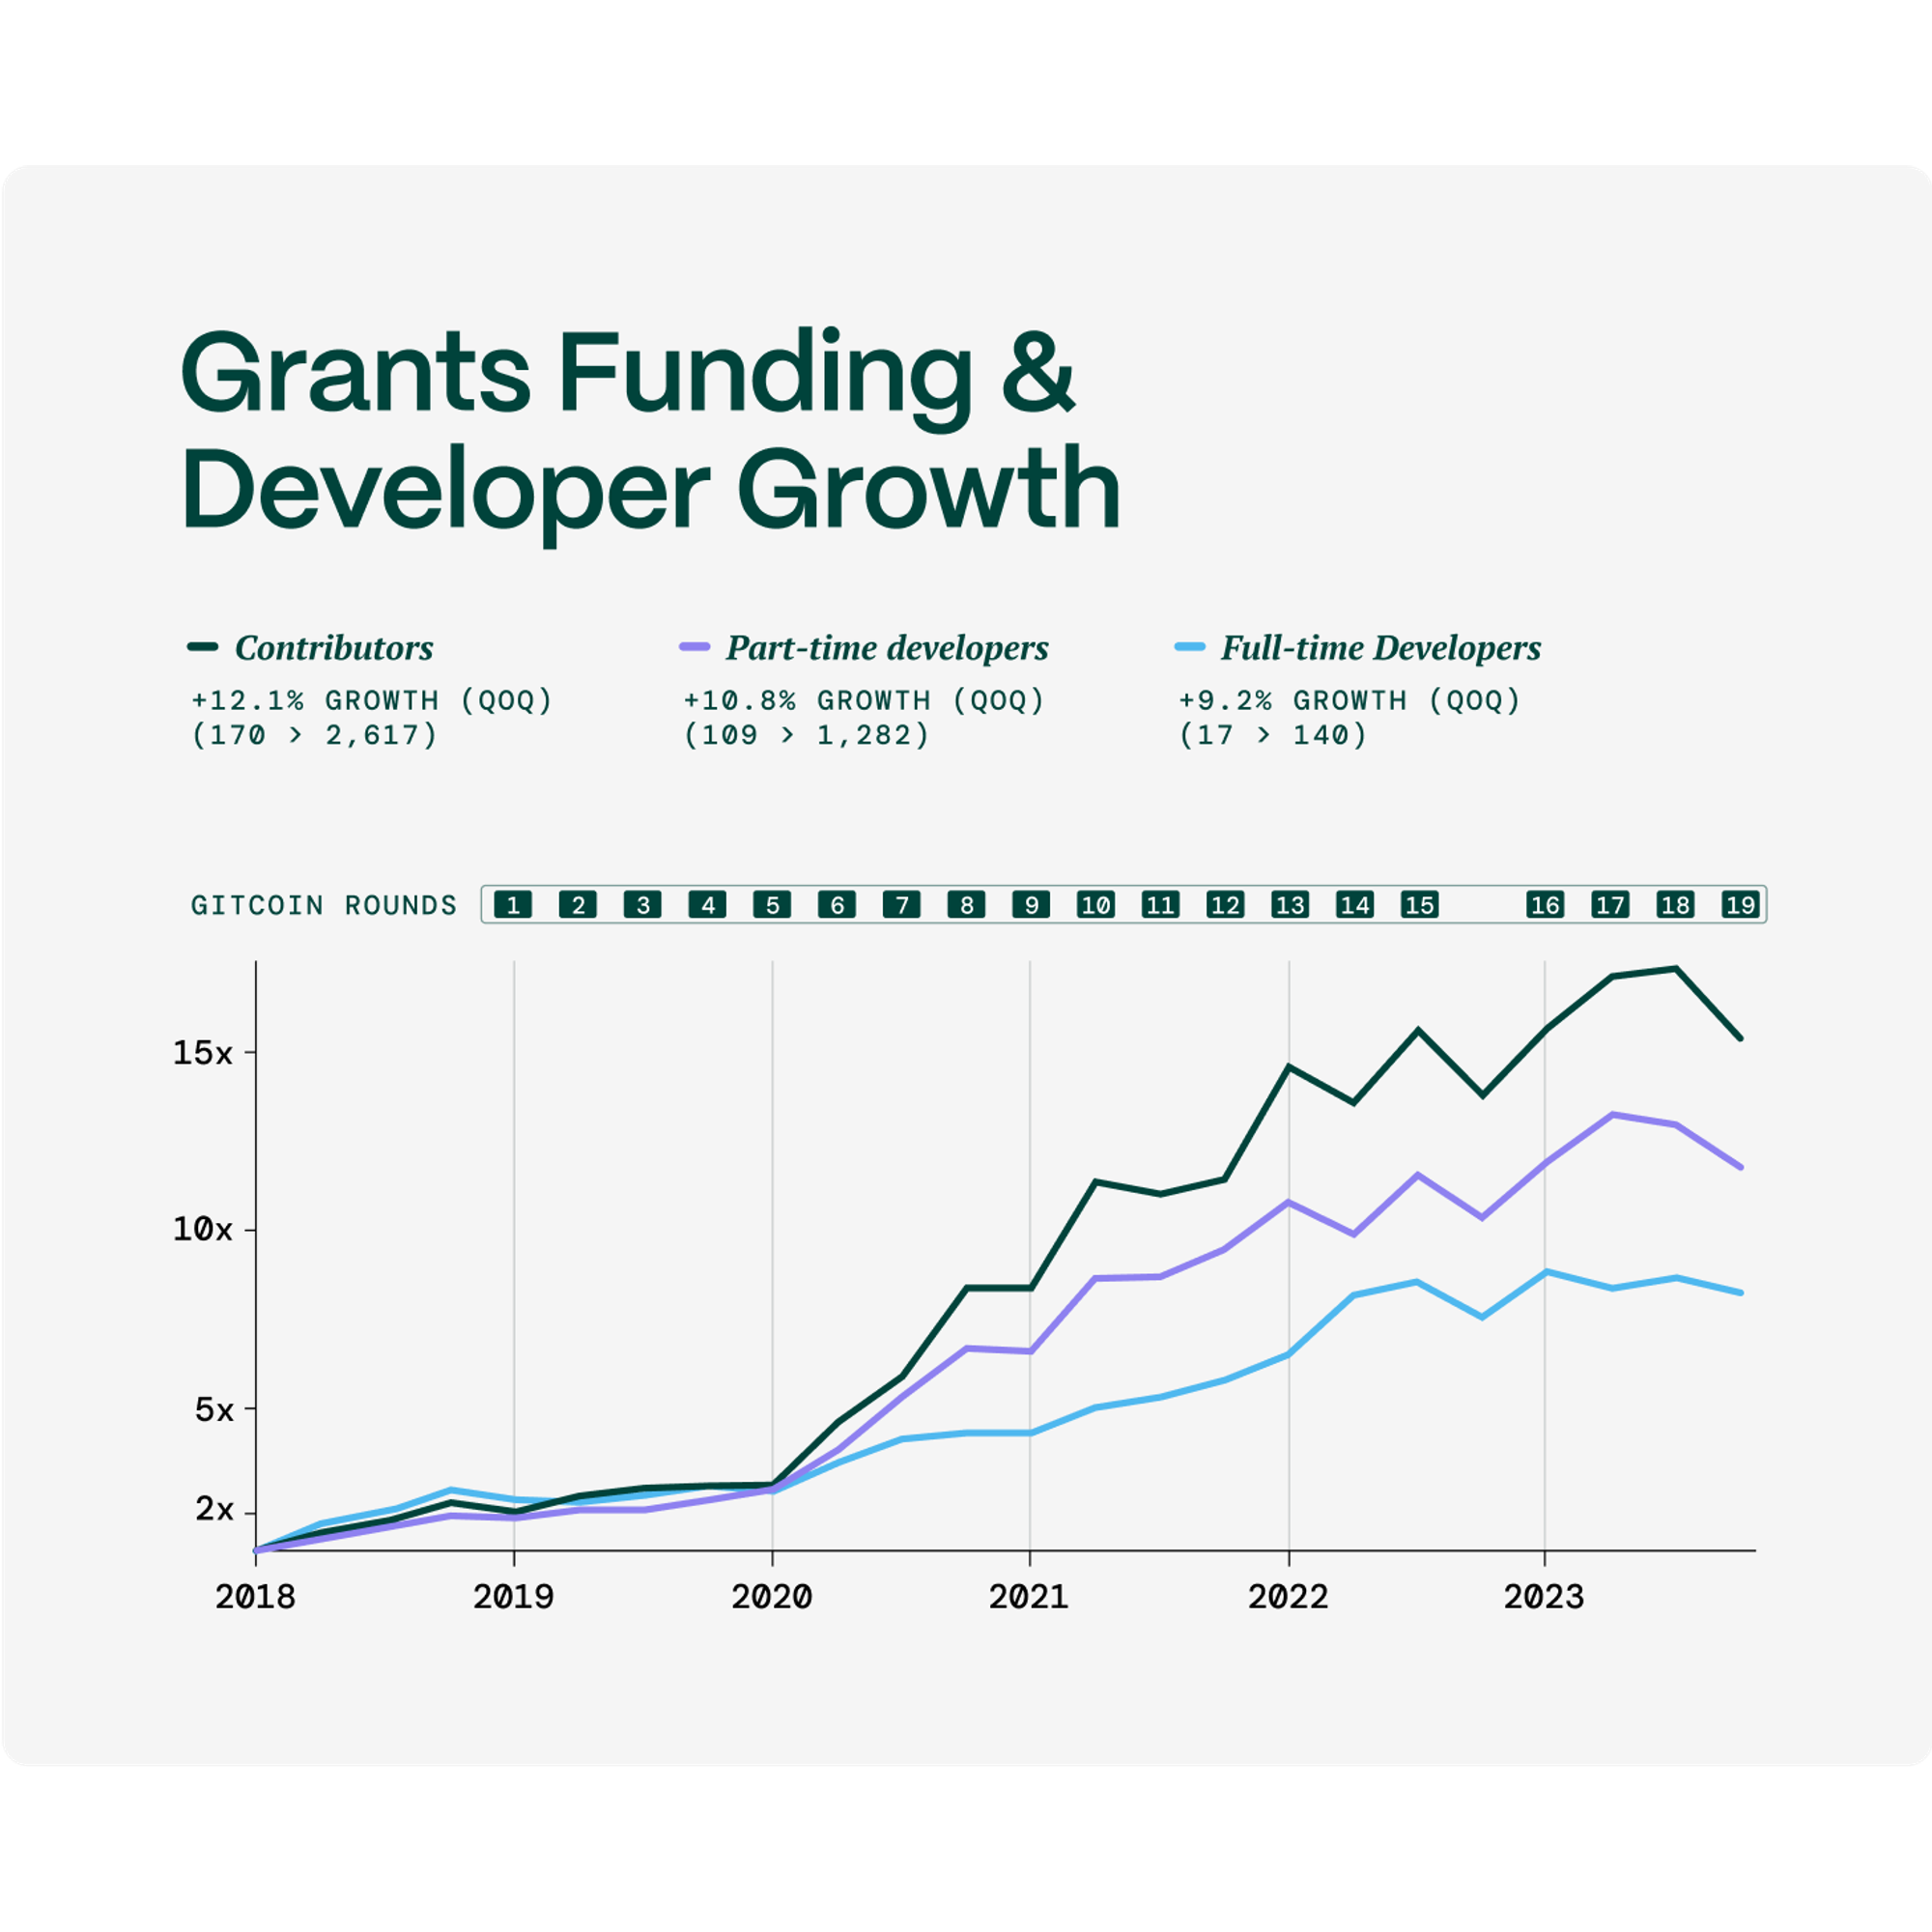 Grants Funding &
Developer Growth
Contributors
+12.1% GROWTH (QOQ)
(170 > 2,617)
Part-time developers
+10.8% GROWTH (QOQ)
(109 > 1,282)
Full-time Developers
+9.2% GROWTH (QOQ)
(17 > 140)
GITCOIN ROUNDS 1 2 3 4 5 6 7 8 9 10 11 12 13 14 15 16 17 18 19
15x
10x
5x
2x
2018 2019 2020 2021 2022 2023